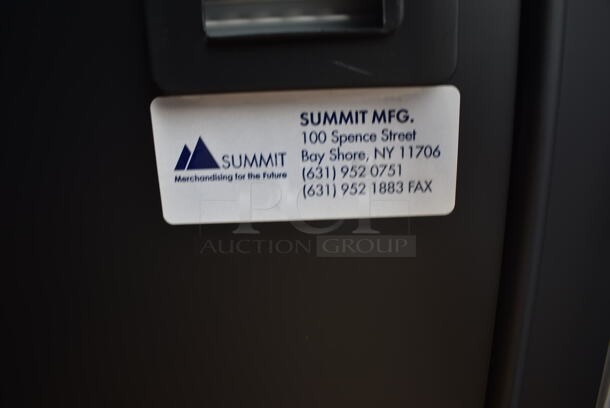 SUMMIT
Merchandising for the Future
SUMMIT MFG.
100 Spence Street
Bay Shore, NY 11706
(631) 952 0751
(631) 952 1883 FAX
PCI
AUCTION GROUP